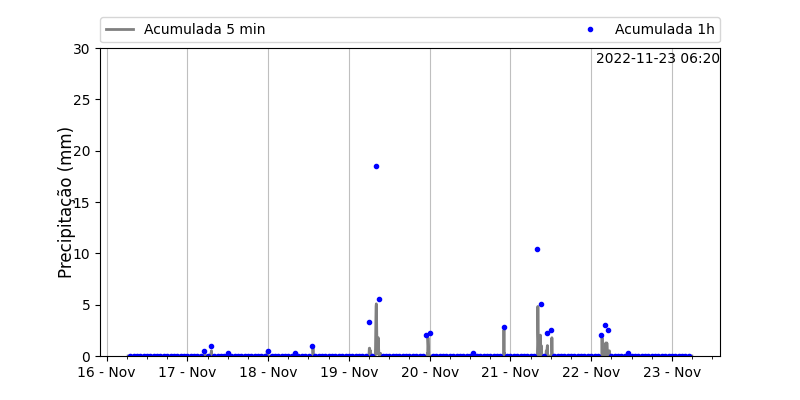 Acumulada 5 min
Acumulada 1h
2022-11-23 06:20
Precipitação (mm)
30
25
20
15
10
5
0
16 - Nov
17 - Nov
18 - Nov
19 - Nov
20 - Nov
21 - Nov
22 - Nov
23 - Nov